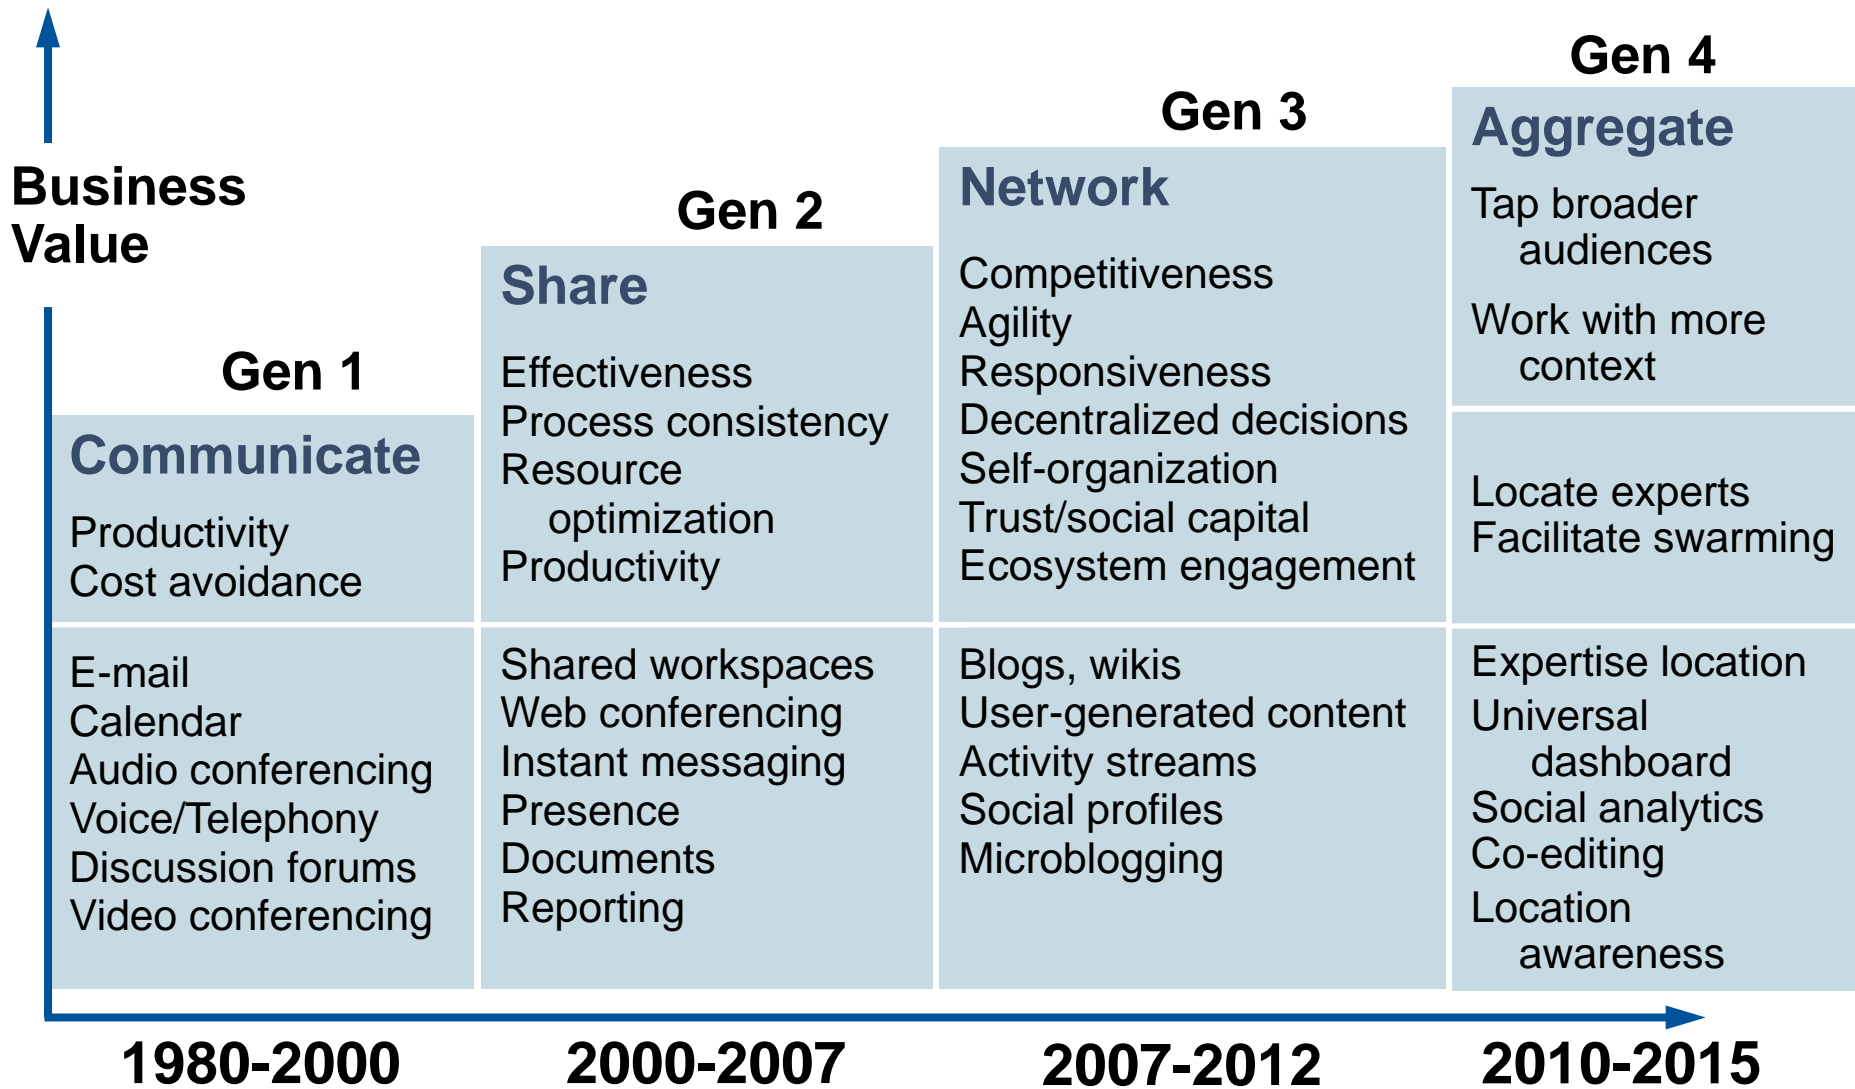 Business
Value
Gen 1
Communicate
Productivity
Cost avoidance
E-mail
Calendar
Audio conferencing
Voice/Telephony
Discussion forums
Video conferencing
1980-2000
Gen 2
Share
Effectiveness
Process consistency
Resource
optimization
Productivity
Shared workspaces
Web conferencing
Instant messaging
Presence
Documents
Reporting
2000-2007
Gen 3
Network
Competitiveness
Agility
Responsiveness
Decentralized decisions
Self-organization
Trust/social capital
Ecosystem engagement
Blogs, wikis
User-generated content
Activity streams
Social profiles
Microblogging
2007-2012
Gen 4
Aggregate
Tap broader
audiences
Work with more
context
Locate experts
Facilitate swarming
Expertise location
Universal
dashboard
Social analytics
Co-editing
Location
awareness
2010-2015